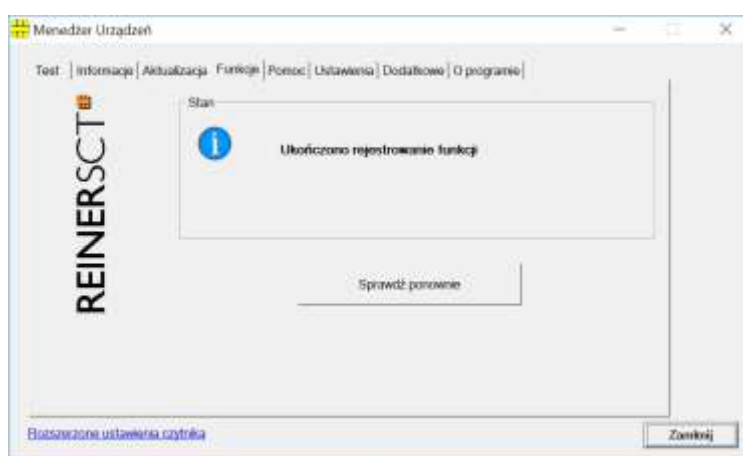 Menedżer Urządzeń
Test | Informacje | Aktualizacja Funkcje | Pomoc | Ustawienia | Dodatkowe | O programie |
REINERSCT
Stan
Ukończono rejestrowanie funkcji
Sprawdź ponownie
Rozszerzone ustawienia czytnika
Zamknij